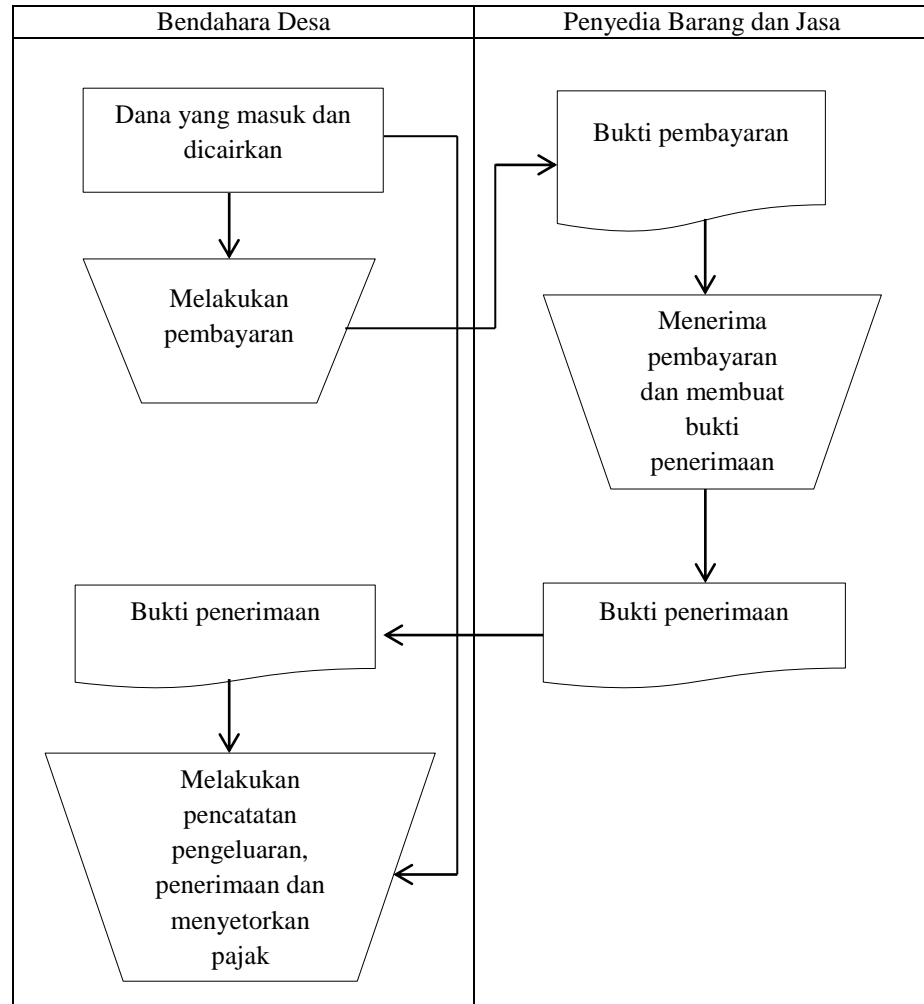 Bendahara Desa
Penyedia Barang dan Jasa
Dana yang masuk dan
dicairkan
Melakukan
pembayaran
Bukti pembayaran
Menerima
pembayaran
dan membuat
bukti
penerimaan
Bukti penerimaan
Bukti penerimaan
Melakukan
pencatatan
pengeluaran,
penerimaan dan
menyetorkan
pajak